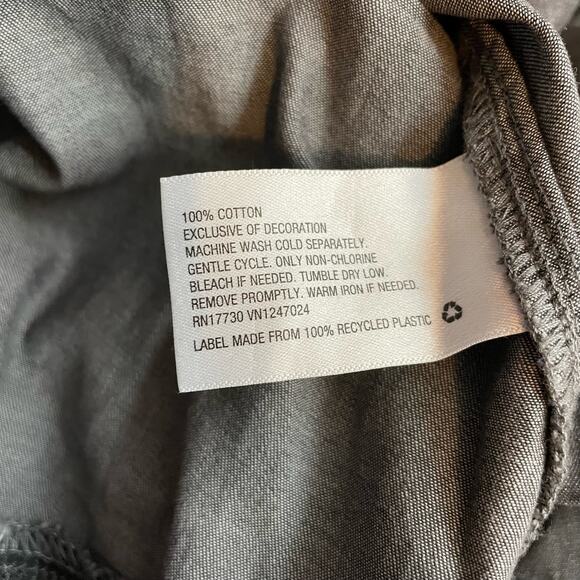 100% COTTON
EXCLUSIVE OF DECORATION
MACHINE WASH COLD SEPARATELY.
GENTLE CYCLE. ONLY NON-CHLORINE
BLEACH IF NEEDED. TUMBLE DRY LOW.
REMOVE PROMPTLY. WARM IRON IF NEEDED.
RN17730 VN1247024
LABEL MADE FROM 100% RECYCLED PLASTIC